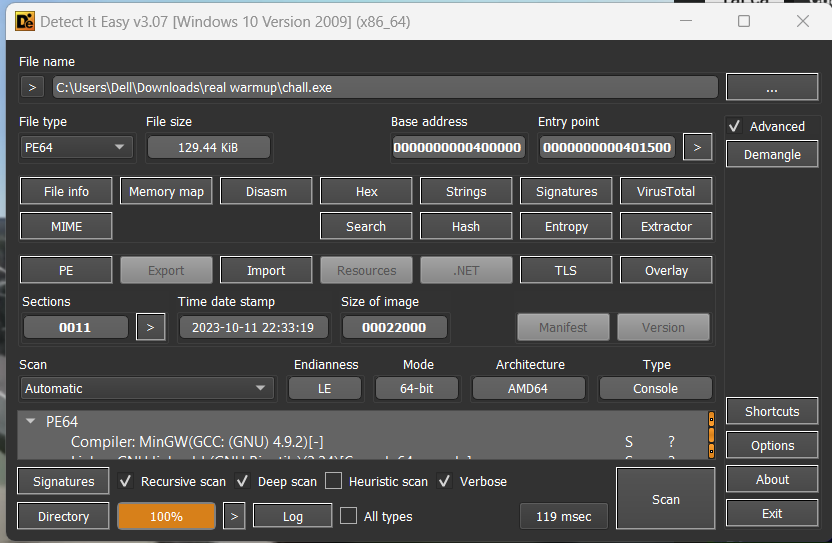 Detect It Easy v3.07 [Windows 10 Version 2009] (x86_64)
File name
> C:\Users\Dell\Downloads\real warmup\chall.exe ...
File type File size Base address Entry point Advanced
PE64 129.44 KiB 0000000000400000 0000000000401500 > Demangle
File info Memory map Disasm Hex Strings Signatures VirusTotal
MIME Search Hash Entropy Extractor
PE Export Import Resources .NET TLS Overlay
Sections Time date stamp Size of image
0011 > 2023-10-11 22:33:19 00022000 Manifest Version
Scan Endianness Mode Architecture Type
Automatic LE 64-bit AMD64 Console
PE64 Shortcuts
Compiler: MinGW(GCC: (GNU) 4.9.2)[-] S ?
Options
Signatures Recursive scan Deep scan Heuristic scan Verbose Scan About
Directory 100% > Log All types 119 msec Exit